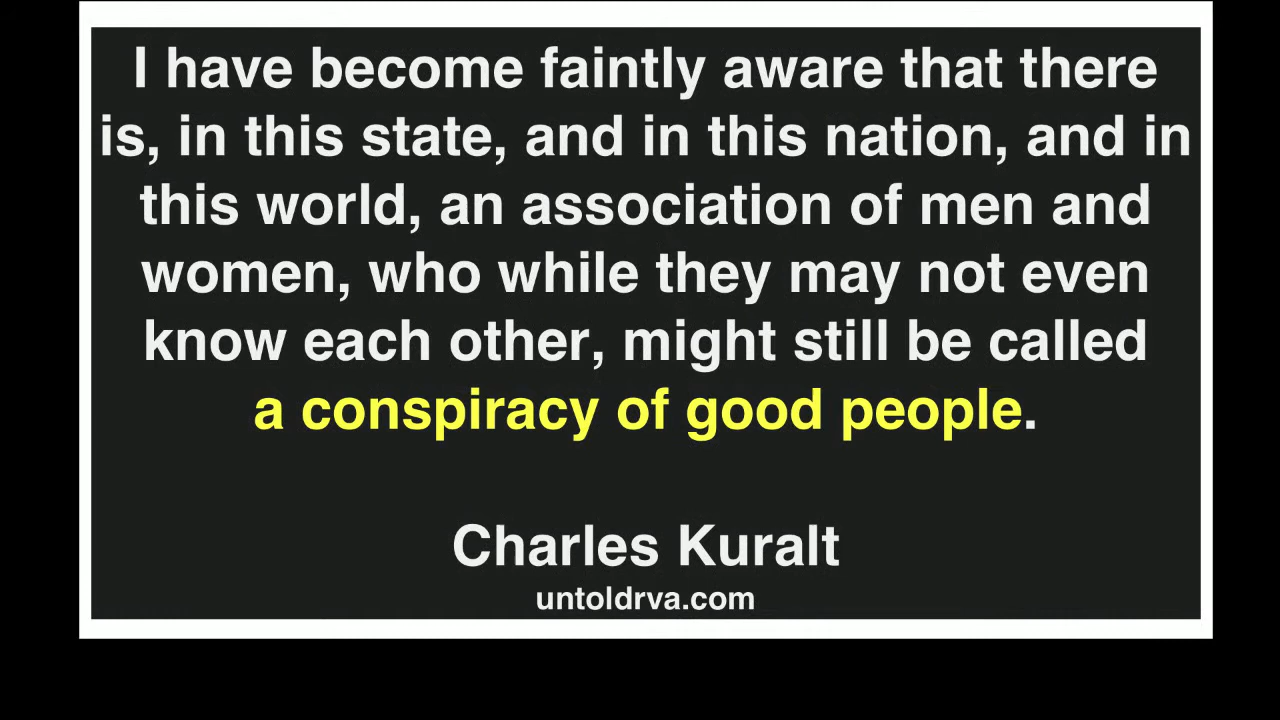 I have become faintly aware that there
is, in this state, and in this nation, and in
this world, an association of men and
women, who while they may not even
know each other, might still be called
a conspiracy of good people.
Charles Kuralt
untoldrva.com